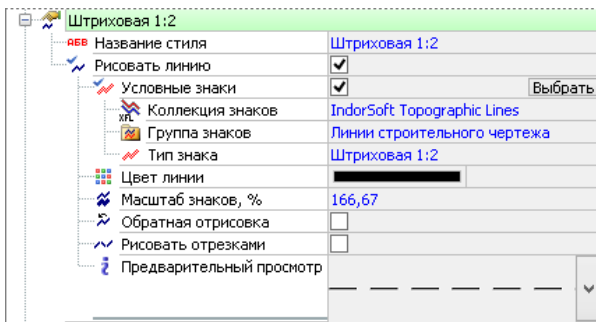 Штриховая 1:2
АБВ Название стиля Штриховая 1:2
Рисовать линию
Условные знаки Выбрать
XFL Коллекция знаков IndorSoft Topographic Lines
Группа знаков Линии строительного чертежа
Тип знака Штриховая 1:2
Цвет линии
Масштаб знаков, % 166,67
Обратная отрисовка
Рисовать отрезками
Предварительный просмотр